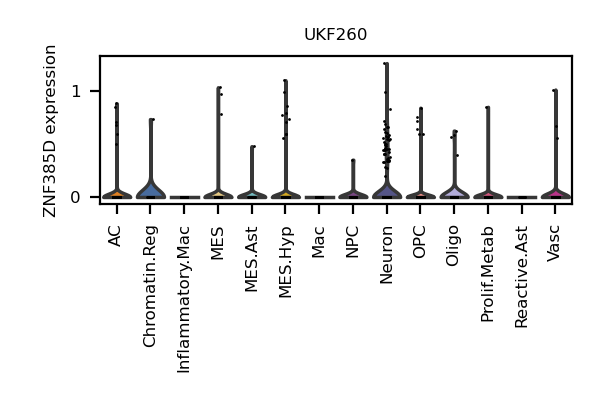 UKF260
ZNF385D expression
1
0
AC
Chromatin.Reg
Inflammatory.Mac
MES
MES.Ast
MES.Hyp
Mac
NPC
Neuron
OPC
Oligo
Prolif.Metab
Reactive.Ast
Vasc